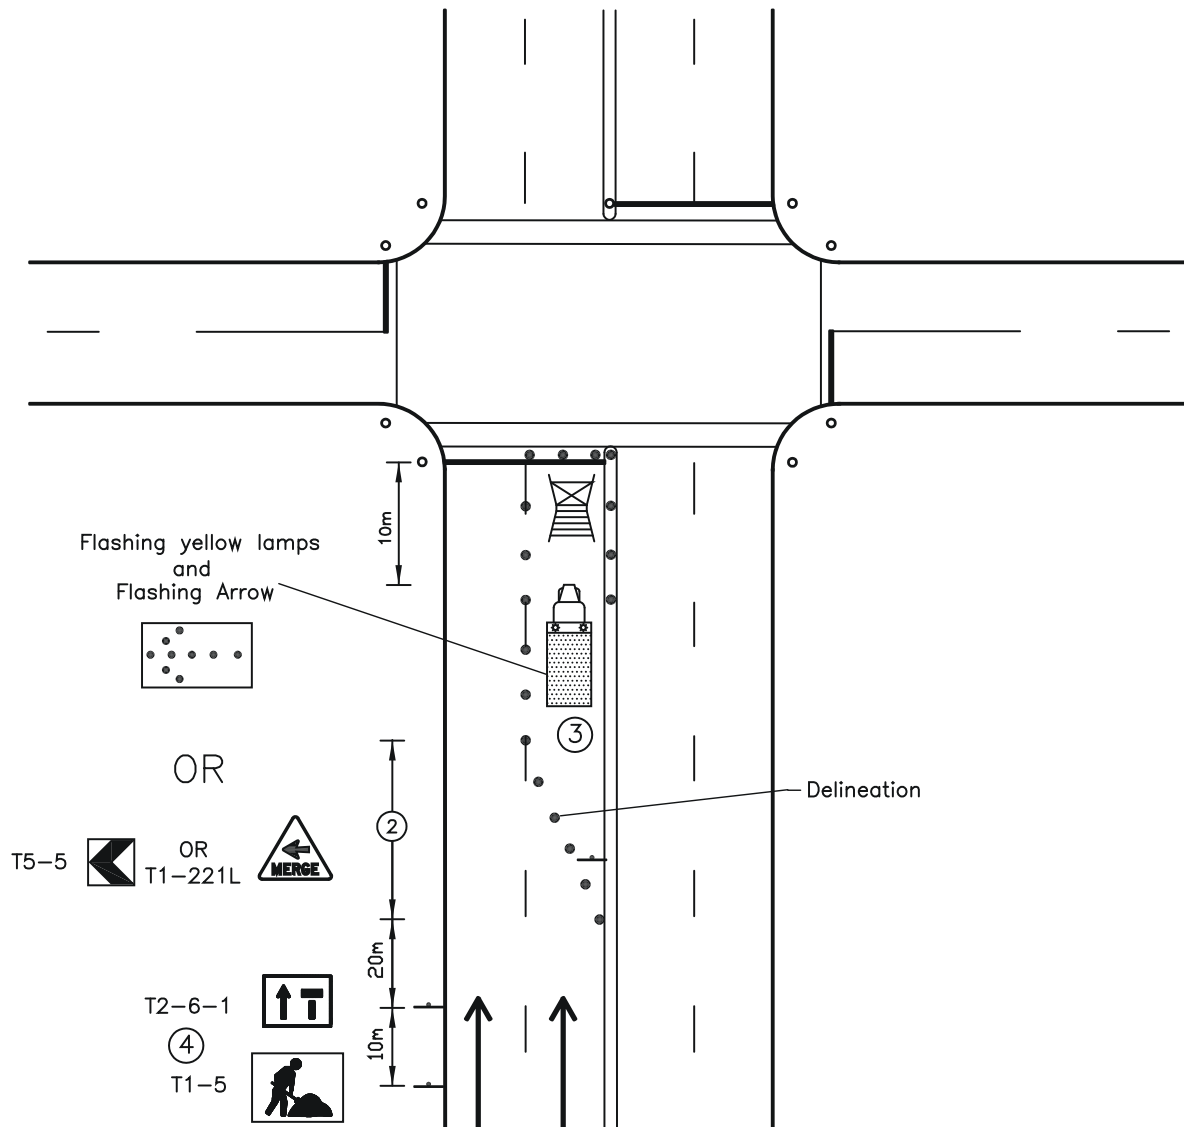 10m
Flashing yellow lamps
and
Flashing Arrow
3
OR
Delineation
2
T5-5
OR
T1-221L
MERGE
20m
T2-6-1
4
10m
T1-5